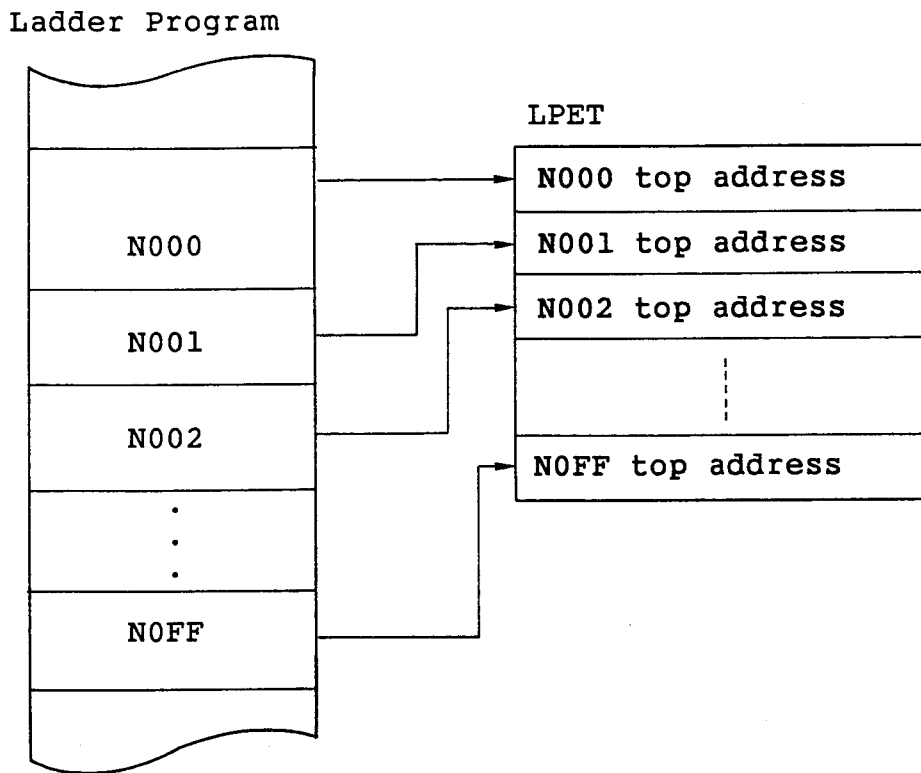 Ladder Program
N000
N001
N002
N0FF
LPET
N000 top address
N001 top address
N002 top address
N0FF top address